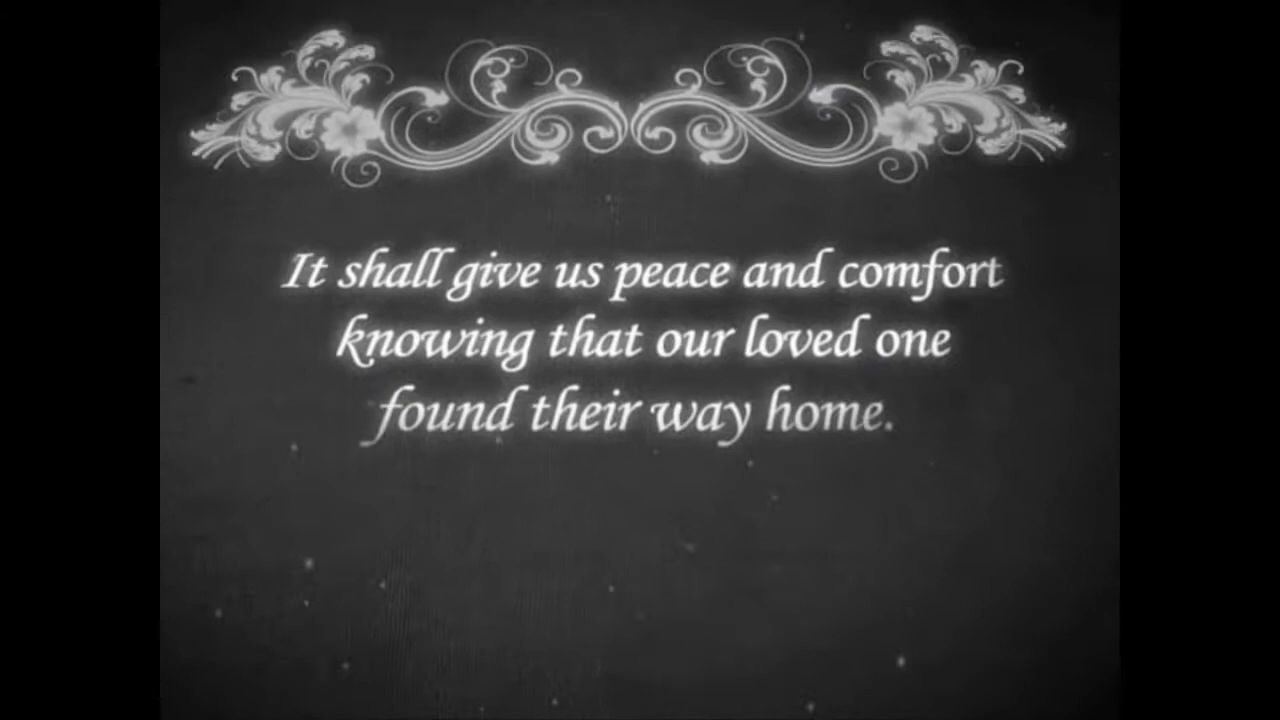 It shall give us peace and comfort
knowing that our loved one
found their way home.